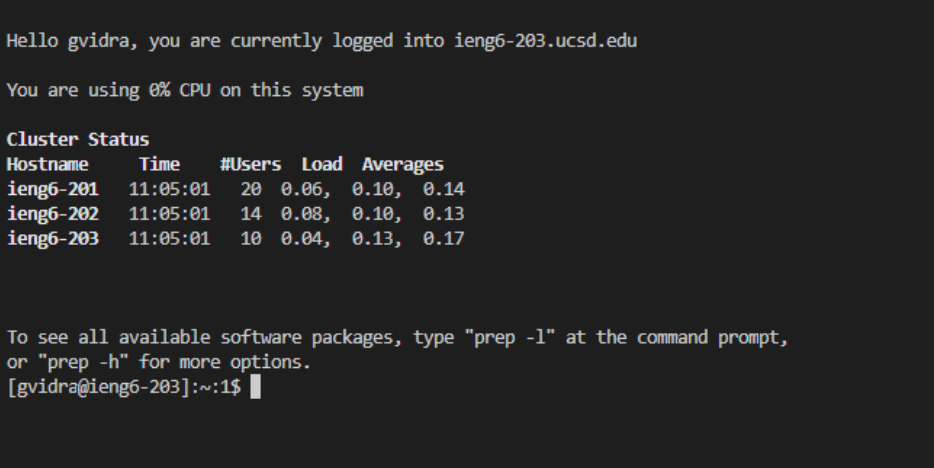 Hello gvidra, you are currently logged into ieng6-203.ucsd.edu
You are using 0% CPU on this system
Cluster Status
Hostname     Time    #Users  Load  Averages
ieng6-201   11:05:01   20  0.06,  0.10,  0.14
ieng6-202   11:05:01   14  0.08,  0.10,  0.13
ieng6-203   11:05:01   10  0.04,  0.13,  0.17
To see all available software packages, type "prep -l" at the command prompt,
or "prep -h" for more options.
[gvidra@ieng6-203]:~:1$